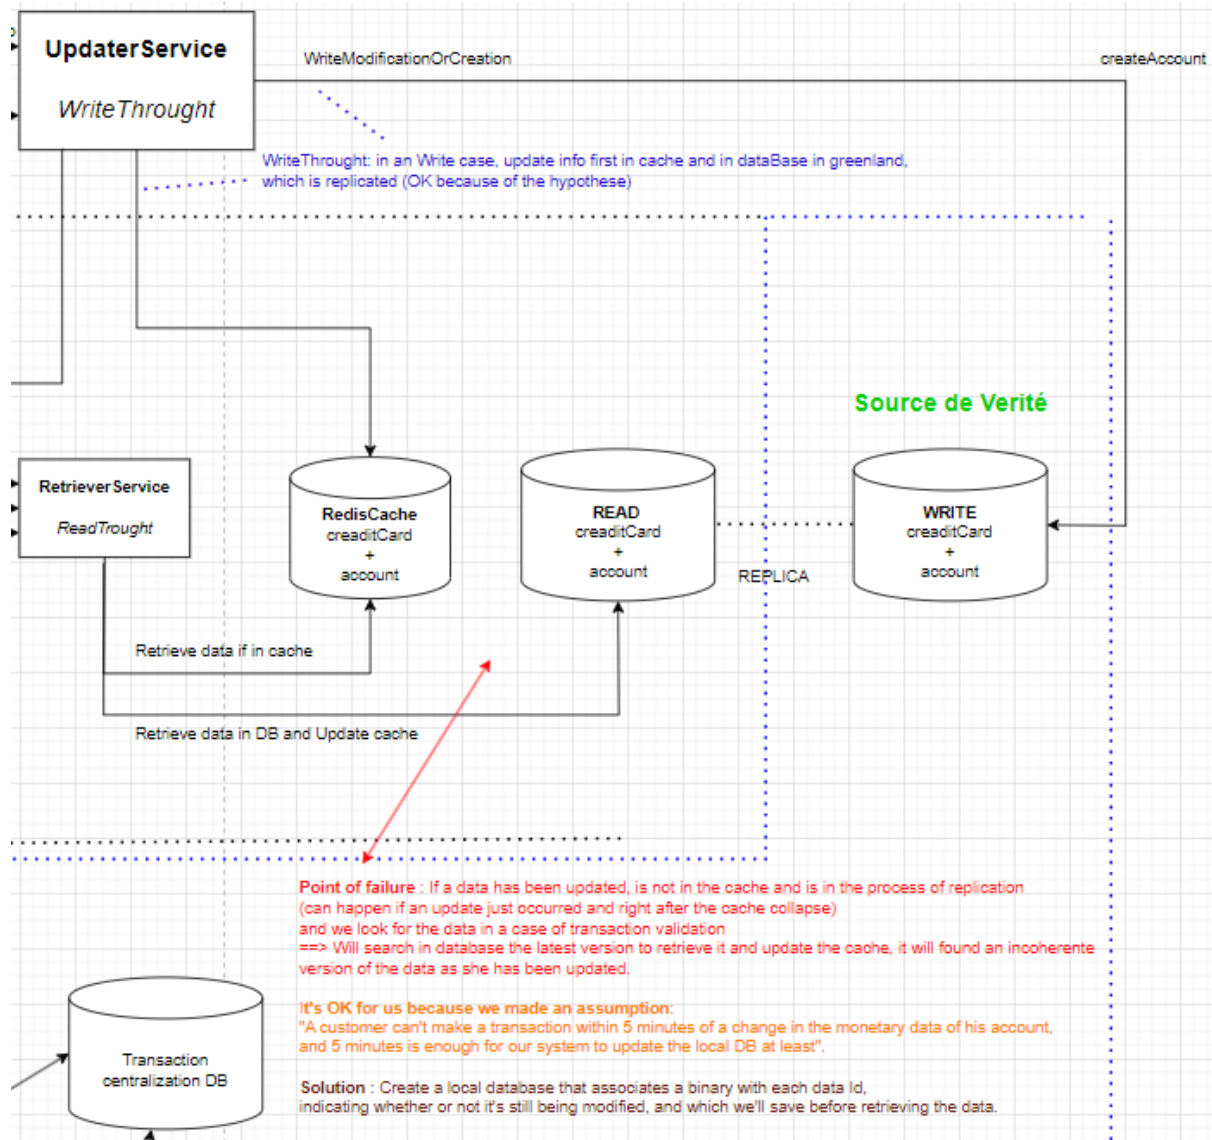 UpdaterService
WriteThrought
WriteModificationOrCreation
createAccount
WriteThrought: in an Write case, update info first in cache and in dataBase in greenland,
which is replicated (OK because of the hypothese)
Source de Verité
RetrieverService
ReadTrought
RedisCache
creaditCard
+
account
READ
creaditCard
+
account
REPLICA
WRITE
creaditCard
+
account
Retrieve data if in cache
Retrieve data in DB and Update cache
Point of failure : If a data has been updated, is not in the cache and is in the process of replication
(can happen if an update just occurred and right after the cache collapse)
and we look for the data in a case of transaction validation
==> Will search in database the latest version to retrieve it and update the cache, it will found an incoherente
version of the data as she has been updated.
It's OK for us because we made an assumption:
"A customer can't make a transaction within 5 minutes of a change in the monetary data of his account,
and 5 minutes is enough for our system to update the local DB at least".
Solution : Create a local database that associates a binary with each data Id,
indicating whether or not it's still being modified, and which we'll save before retrieving the data.
Transaction
centralization DB